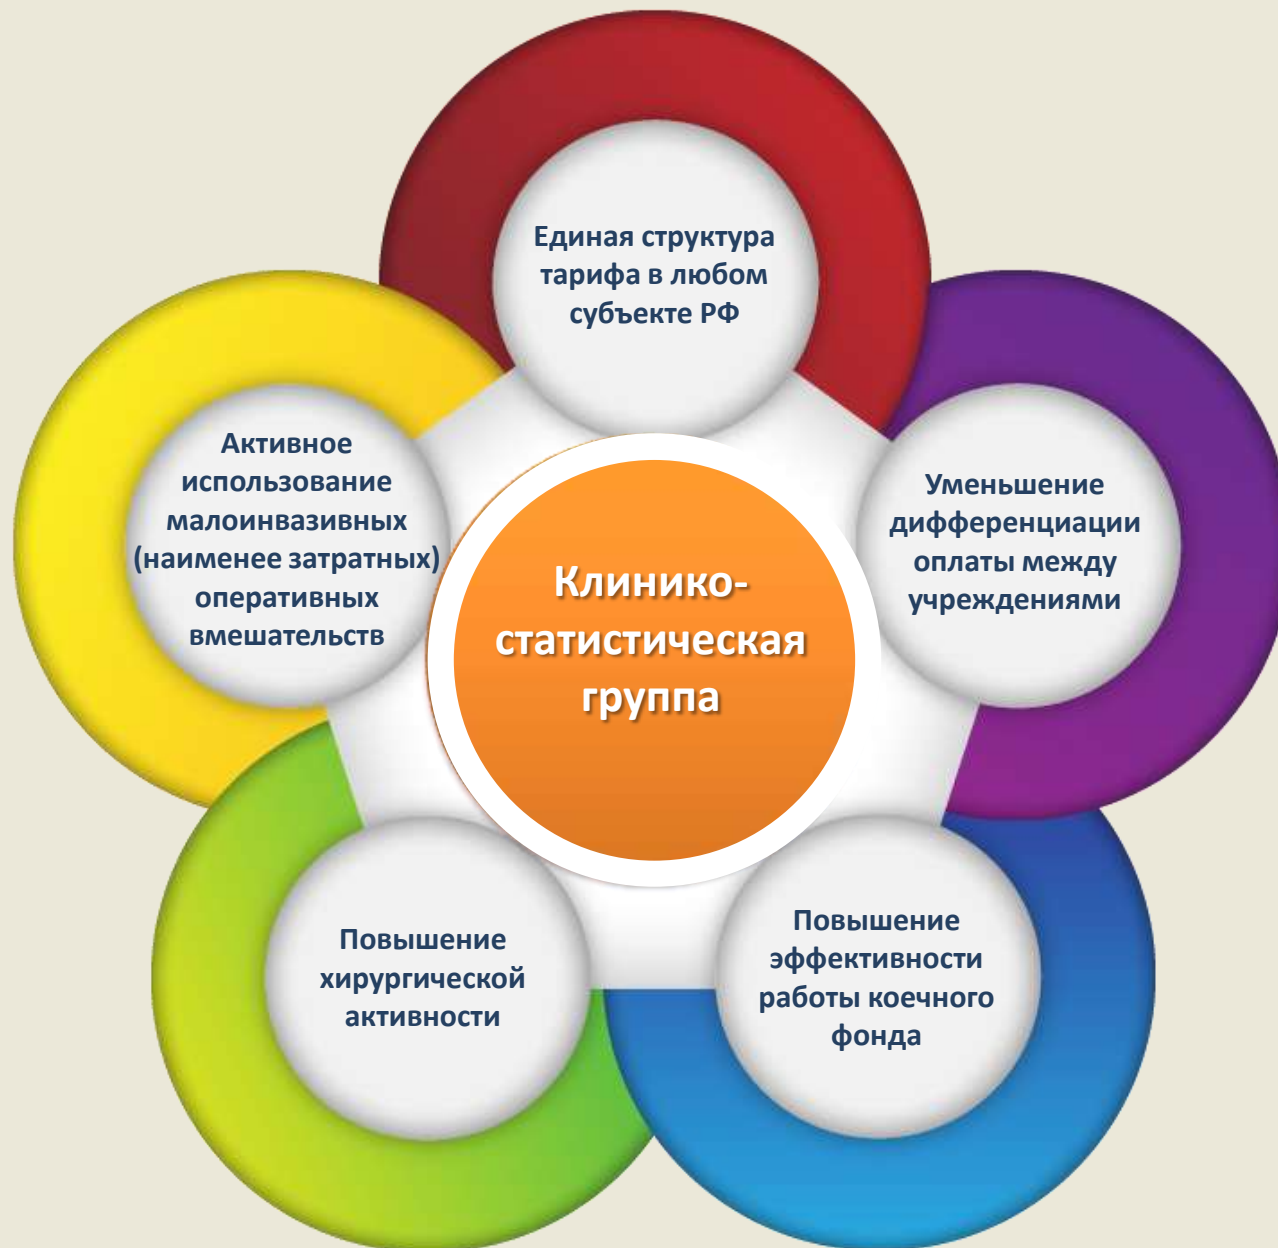 Единая структура
тарифа в любом
субъекте РФ
Активное
использование
малоинвазивных
(наименее затратных)
оперативных
вмешательств
Уменьшение
дифференциации
оплаты между
учреждениями
Клинико-
статистическая
группа
Повышение
хирургической
активности
Повышение
эффективности
работы коечного
фонда